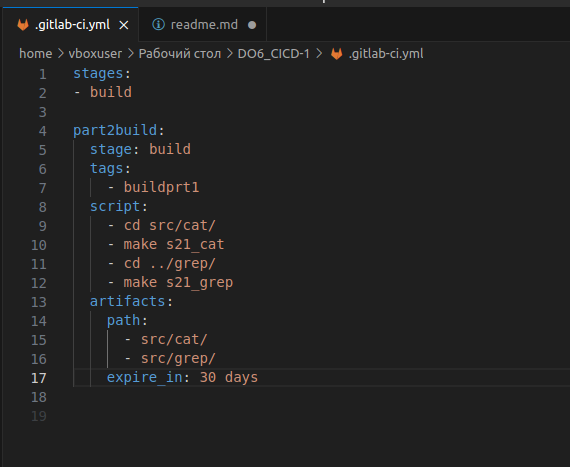 .gitlab-ci.yml × readme.md
home > vboxuser > Рабочий стол > DO6_CICD-1 > .gitlab-ci.yml
1 stages:
2 - build
3
4 part2build:
5 stage: build
6 tags:
7 - buildprt1
8 script:
9 - cd src/cat/
10 - make s21_cat
11 - cd ../grep/
12 - make s21_grep
13 artifacts:
14 path:
15 - src/cat/
16 - src/grep/
17 expire_in: 30 days
18
19